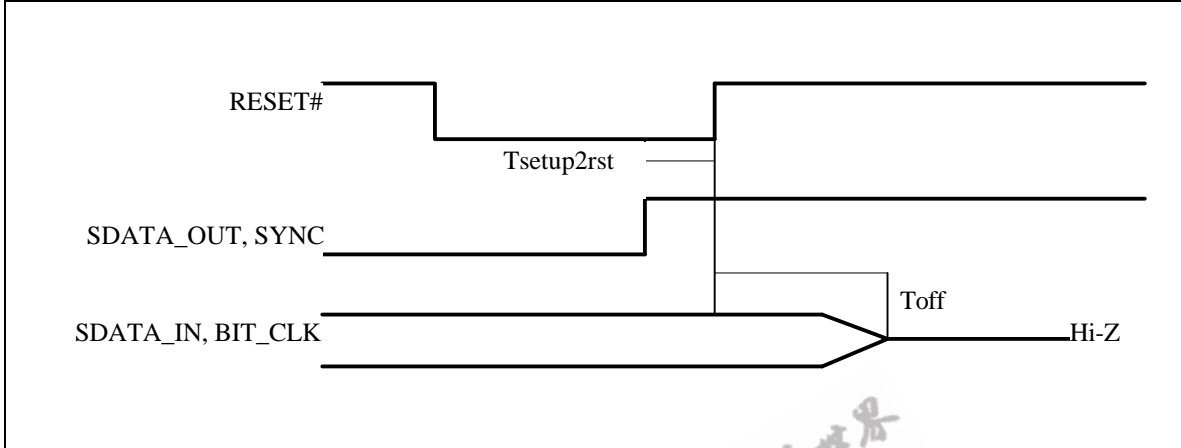 RESET#
Tsetup2rst
SDATA_OUT, SYNC
Toff
SDATA_IN, BIT_CLK
Hi-Z